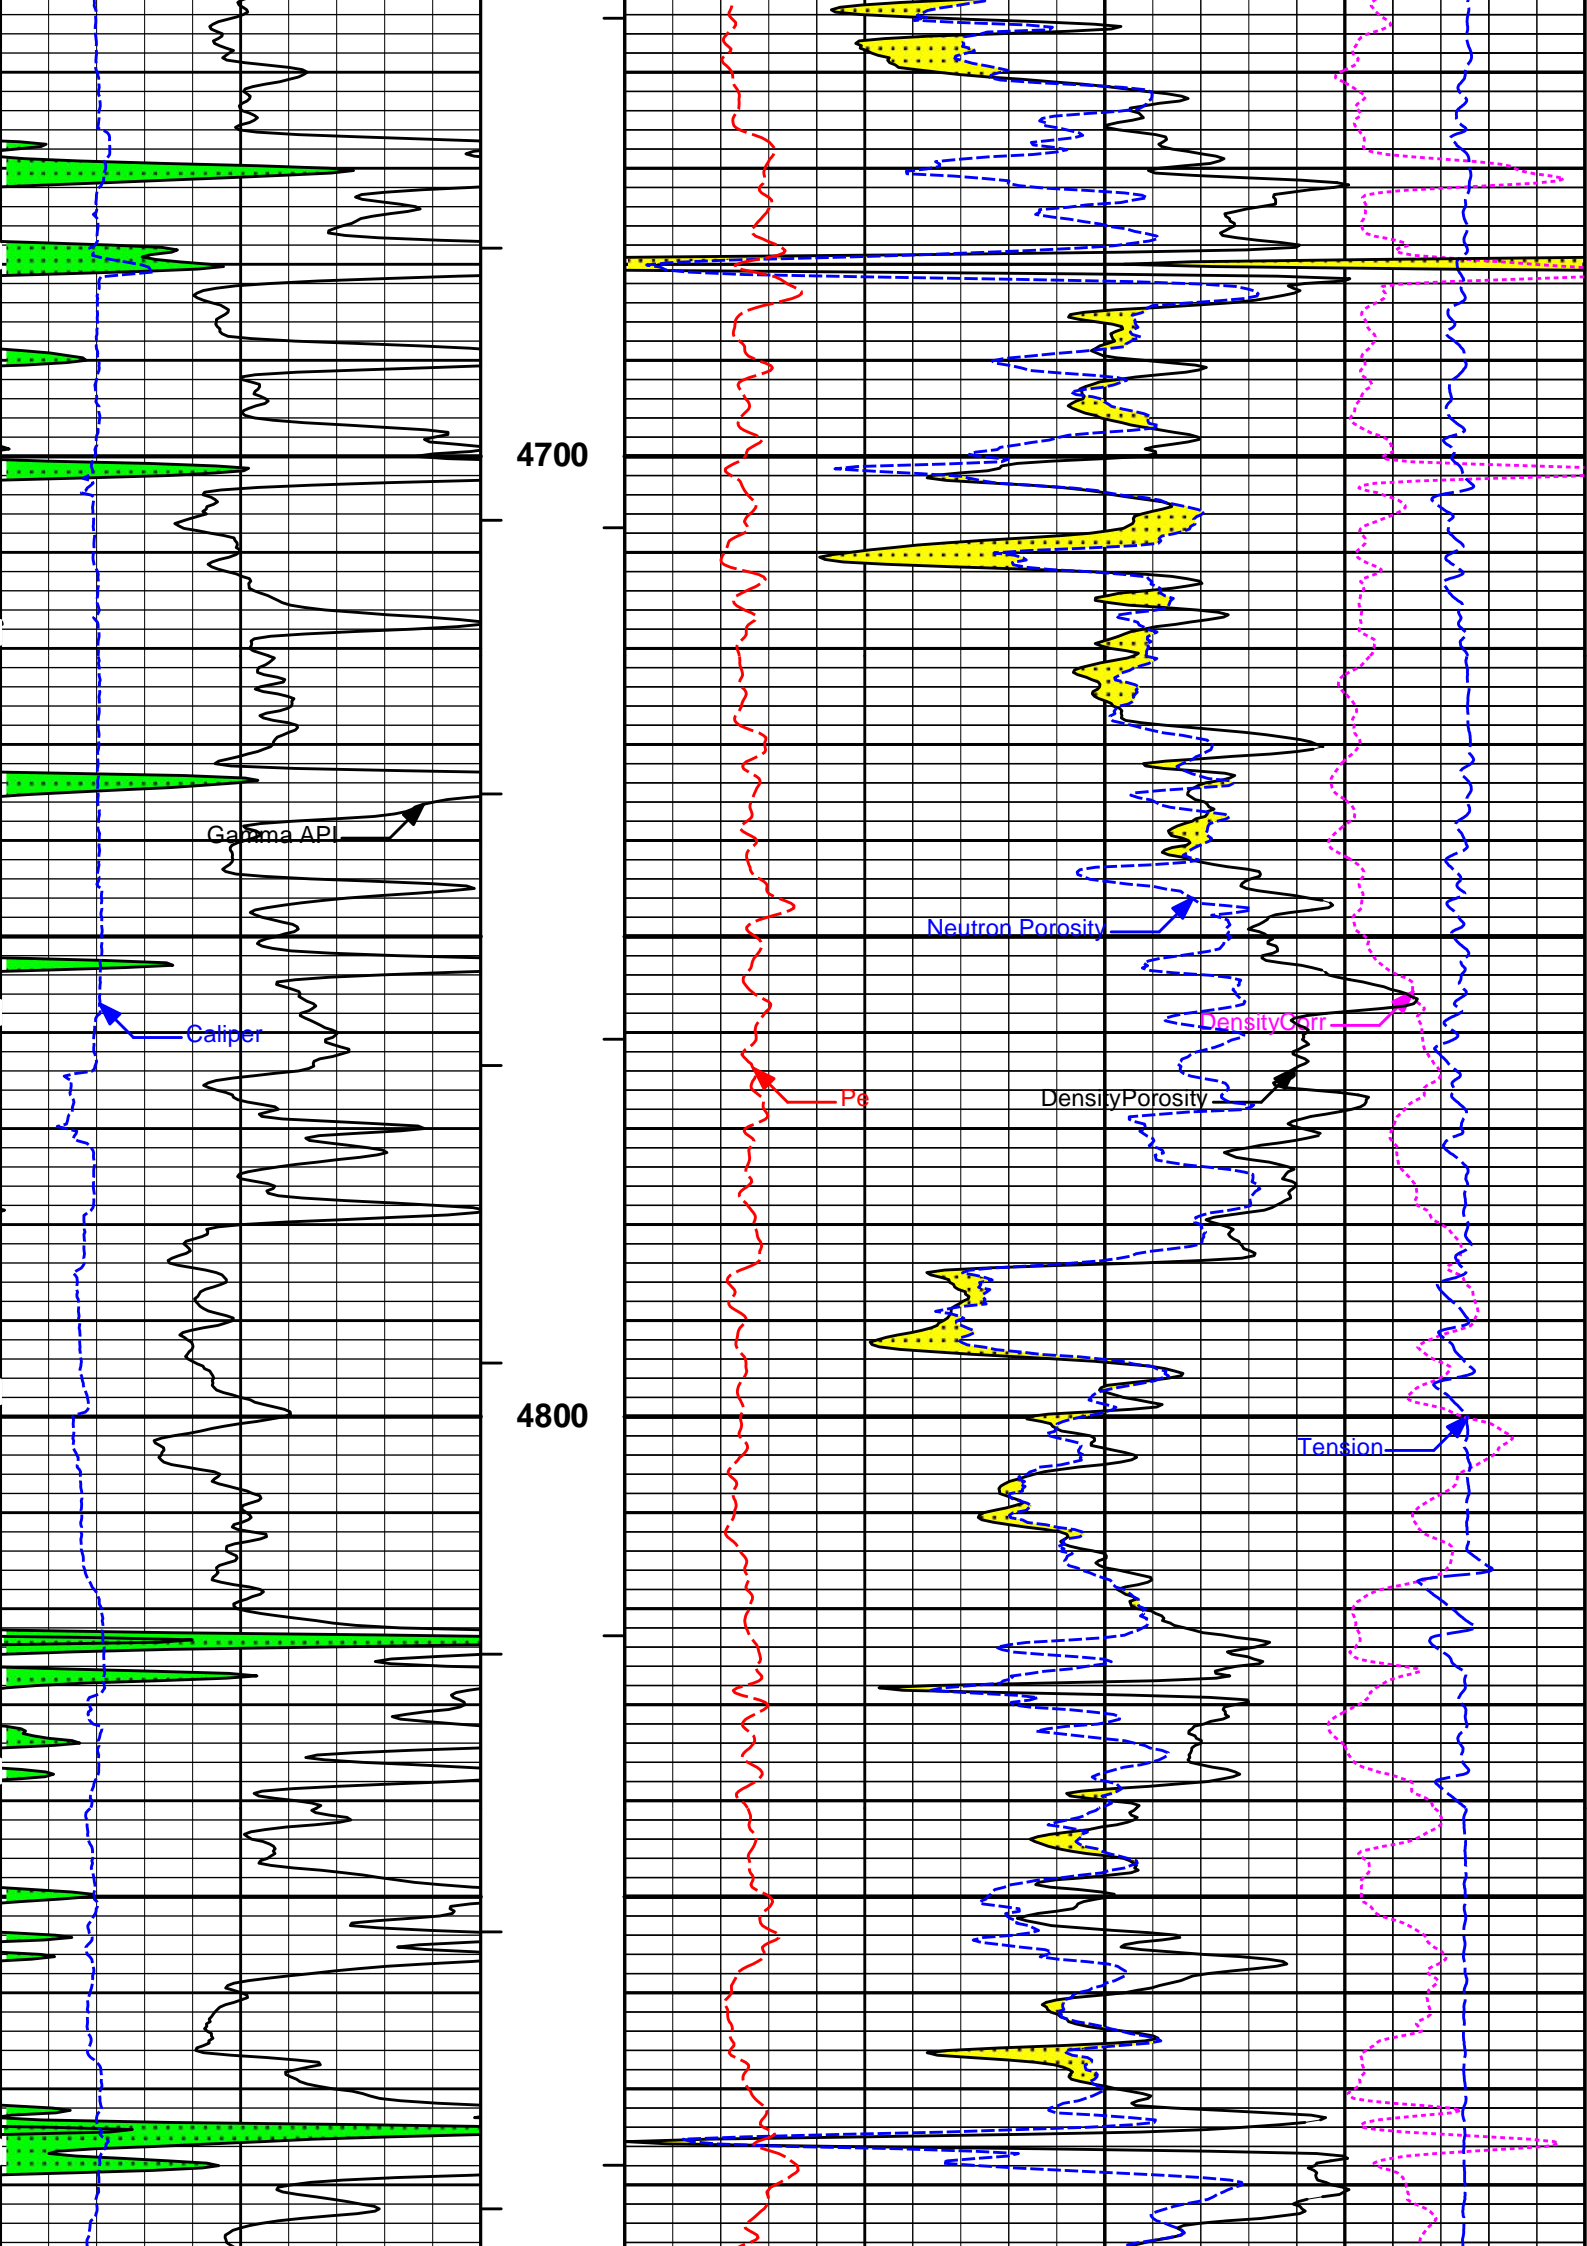 4700
Gamma API
Neutron Porosity
DensityCorr
Caliper
Pe
DensityPorosity
4800
Tension